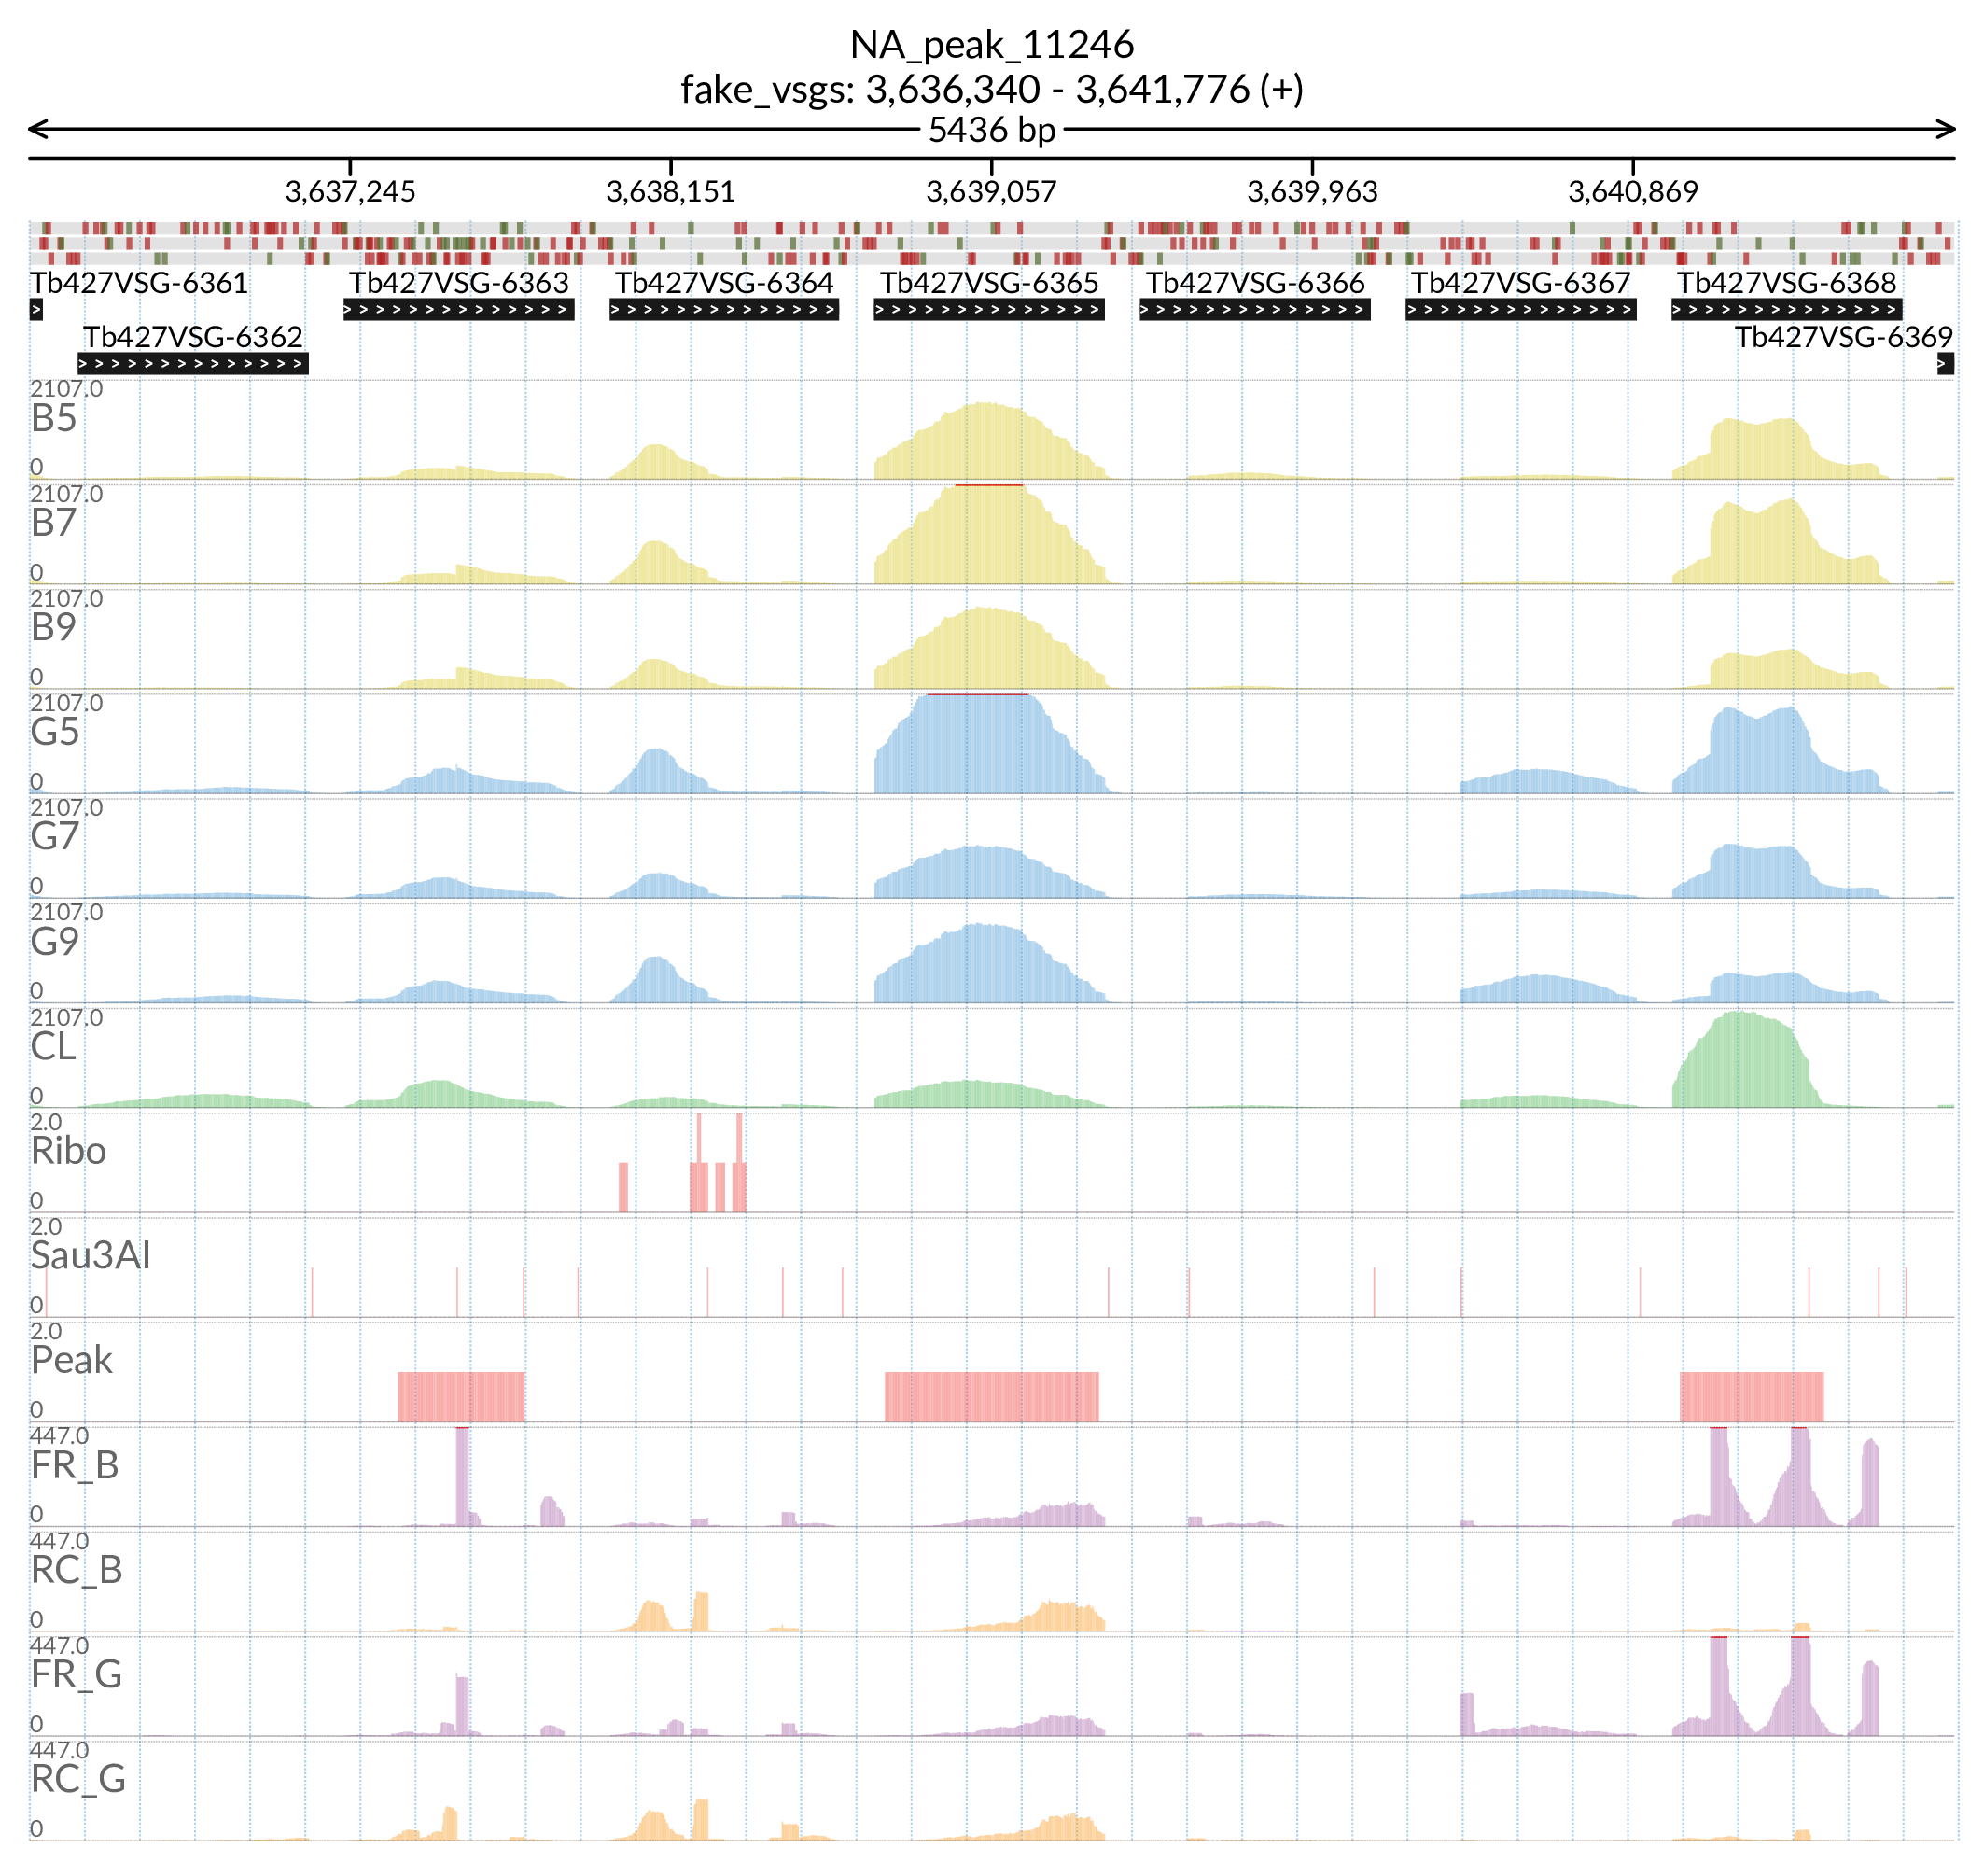 NA_peak_11246
fake_vsgs: 3,636,340 - 3,641,776 (+)
5436 bp
3,637,245 3,638,151 3,639,057 3,639,963 3,640,869
Tb427VSG-6361 Tb427VSG-6363 Tb427VSG-6364 Tb427VSG-6365 Tb427VSG-6366 Tb427VSG-6367 Tb427VSG-6368
Tb427VSG-6362 Tb427VSG-6369
2107.0
B5
0
2107.0
B7
0
2107.0
B9
0
2107.0
G5
0
2107.0
G7
0
2107.0
G9
0
2107.0
CL
0
2.0
Ribo
0
2.0
Sau3AI
0
2.0
Peak
0
447.0
FR_B
0
447.0
RC_B
0
447.0
FR_G
0
447.0
RC_G
0